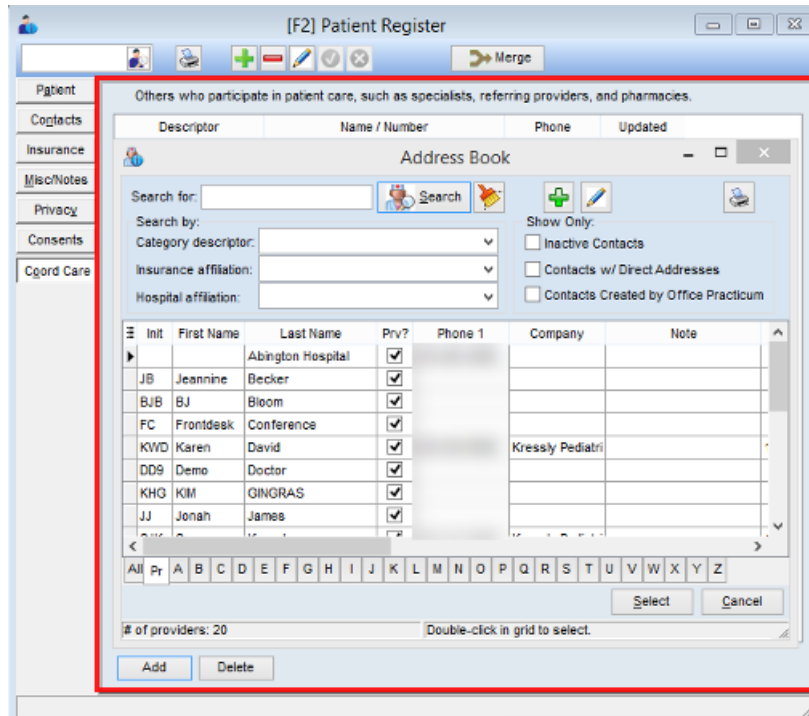 [F2] Patient Register
Merge
Patient
Contacts
Insurance
Misc/Notes
Privacy
Consents
Coord Care
Others who participate in patient care, such as specialists, referring providers, and pharmacies.
Descriptor Name / Number Phone Updated
Address Book
Search for: Search
Search by:
Category descriptor:
Insurance affiliation:
Hospital affiliation:
Show Only:
Inactive Contacts
Contacts w/ Direct Addresses
Contacts Created by Office Practicum
Init First Name Last Name Prv? Phone 1 Company Note
Abington Hospital
JB Jeannine Becker
BJB BJ Bloom
FC Frontdesk Conference
KWD Karen David Kressly Pediatri
DD9 Demo Doctor
KHG KIM GINGRAS
JJ Jonah James
All Pr A B C D E F G H I J K L M N O P Q R S T U V W X Y Z
Select Cancel
# of providers: 20 Double-click in grid to select.
Add Delete